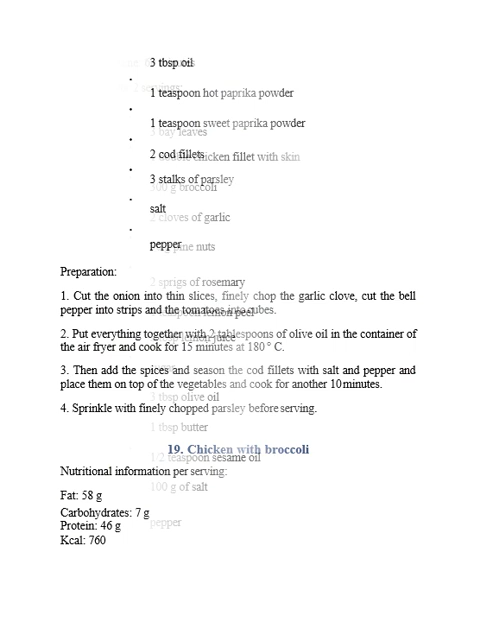 3 tbsp oil
1 teaspoon hot paprika powder
1 teaspoon sweet paprika powder
3 bay leaves
2 cod fillets
chicken fillet with skin
3 stalks of parsley
300 g broccoli
salt
2 cloves of garlic
pepper
pine nuts
Preparation:
2 sprigs of rosemary
1. Cut the onion into thin slices, finely chop the garlic clove, cut the bell
pepper into strips and the tomatoes into cubes.
lemon peel
2. Put everything together with 2 tablespoons of olive oil in the container of
lemon juice
the air fryer and cook for 15 minutes at 180 ° C.
3. Then add the spices and season the cod fillets with salt and pepper and
place them on top of the vegetables and cook for another 10 minutes.
3 tbsp olive oil
4. Sprinkle with finely chopped parsley before serving.
1 tbsp butter
19. Chicken with broccoli
1/2 teaspoon sesame oil
Nutritional information per serving:
100 g of salt
Fat: 58 g
Carbohydrates: 7 g
pepper
Protein: 46 g
Kcal: 760